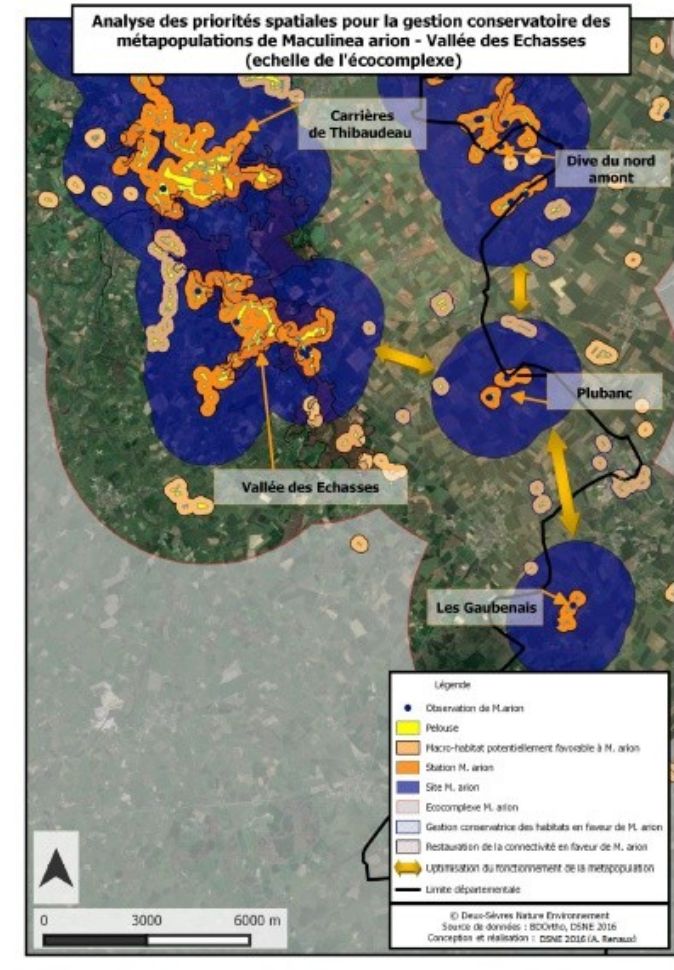 Analyse des priorités spatiales pour la gestion conservatoire des
métapopulations de Maculinea arion - Vallée des Echasses
(echelle de l'écocomplexe)
Carrières
de Thibaudeau
Dive du nord
amont
Plubanc
Vallée des Echasses
Les Gaubenais
Légende
Observation de M.arion
Pelouse
Macro-habitat potentiellement favorable à M. arion
Station M. arion
Site M. arion
Ecocomplexe M. arion
Gestion conservatrice des habitats en faveur de M. arion
Restauration de la connectivité en faveur de M. arion
Optimisation du fonctionnement de la métapopulation
Limite départementale
© Deux-Sèvres Nature Environnement
Source de données : BDOrtho, DSNE 2016
Conception et réalisation : DSNE 2016 (A. Renaux)
0 3000 6000 m